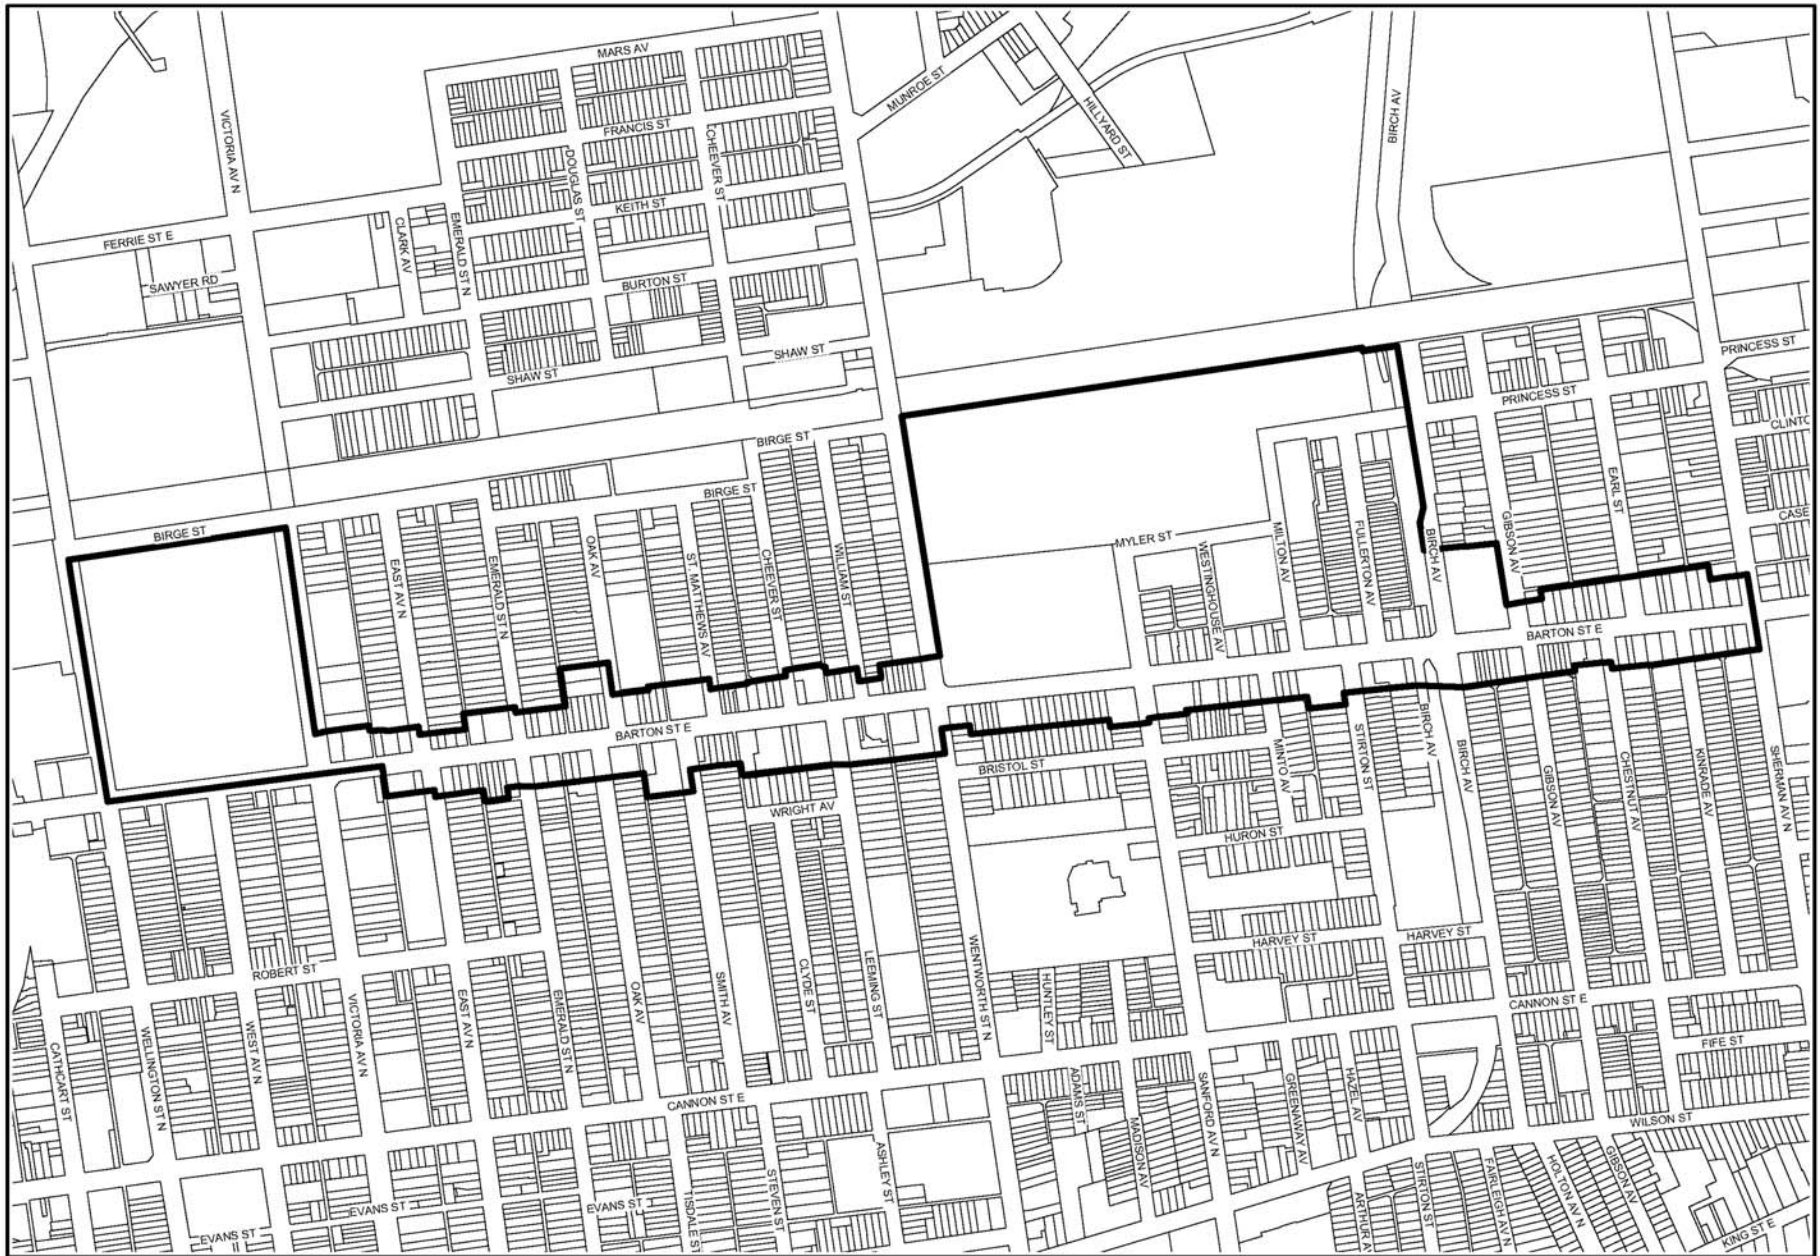 MARS AV
MUNROE ST
HILLYARD ST
BIRCH AV
VICTORIA AV N
FRANCIS ST
CHEEVER ST
DOUGLAS ST
KEITH ST
CLARK AV
EMERALD ST N
FERRIE ST E
SAWYER RD
BURTON ST
SHAW ST
SHAW ST
PRINCESS ST
PRINCESS ST
CLINTO
BIRGE ST
BIRGE ST
BIRGE ST
EARL ST
CASE
GIBSON AV
BIRCH AV
FULLERTON AV
MILTON AV
MYLER ST
WESTINGHOUSE AV
EAST AV N
EMERALD ST N
OAK AV
ST. MATTHEWS AV
CHEEVER ST
WILLIAM ST
BARTON ST E
BARTON ST E
BRISTOL ST
WRIGHT AV
MINTO AV
STIRTON ST
BIRCH AV
BIRCH AV
GIBSON AV
CHESTNUT AV
KINRADE AV
SHERMAN AV N
HURON ST
HARVEY ST
HARVEY ST
ROBERT ST
CATHCART ST
WELLINGTON ST N
WEST AV N
VICTORIA AV N
EAST AV N
EMERALD ST N
OAK AV
SMITH AV
CLYDE ST
LEEMING ST
WENTWORTH ST N
HUNTLEY ST
CANNON ST E
CANNON ST E
FIFE ST
WILSON ST
ADAMS ST
MADISON AV
SANFORD AV N
GREENAWAY AV
HAZEL AV
ASHLEY ST
STEVEN ST
TISDALE ST
EVANS ST
EVANS ST
EVANS ST
ARTHUR A
STIRTON ST
FAIRLEIGH AV N
HOLTON AV N
GIBSON AV
KING ST E